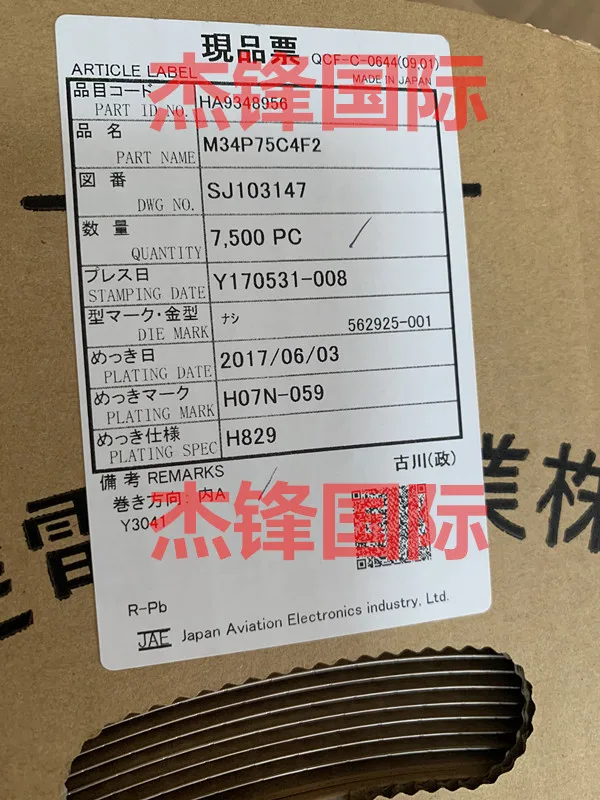 現品票 QCF-C-0644(09.01)
ARTICLE LABEL MADE IN JAPAN
杰锋国际
品目コード
PART ID NO. HA9348956
品名
PART NAME M34P75C4F2
図番
DWG NO. SJ103147
数量
QUANTITY 7,500 PC
プレス日
STAMPING DATE Y170531-008
型マーク・金型
DIE MARK ナシ 562925-001
めっき日
PLATING DATE 2017/06/03
めっきマーク
PLATING MARK H07N-059
めっき仕様
PLATING SPEC H829
備考 REMARKS 古川(政)
巻き方向:内A
Y3041
杰锋国际
業株
電
R-Pb
JAE Japan Aviation Electronics industry, Ltd.